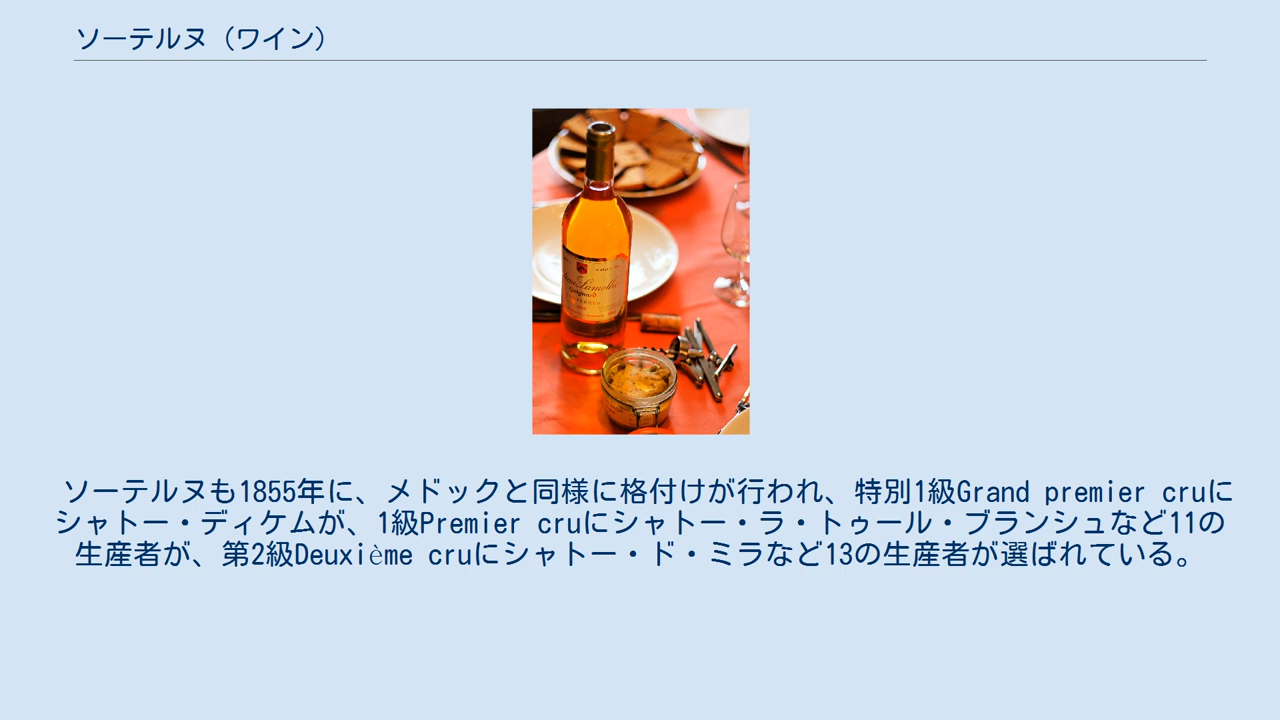 ソーテルヌ（ワイン）
ソーテルヌも1855年に、メドックと同様に格付けが行われ、特別1級Grand premier cruに
シャトー・ディケムが、1級Premier cruにシャトー・ラ・トゥール・ブランシュなど11の
生産者が、第2級Deuxième cruにシャトー・ド・ミラなど13の生産者が選ばれている。